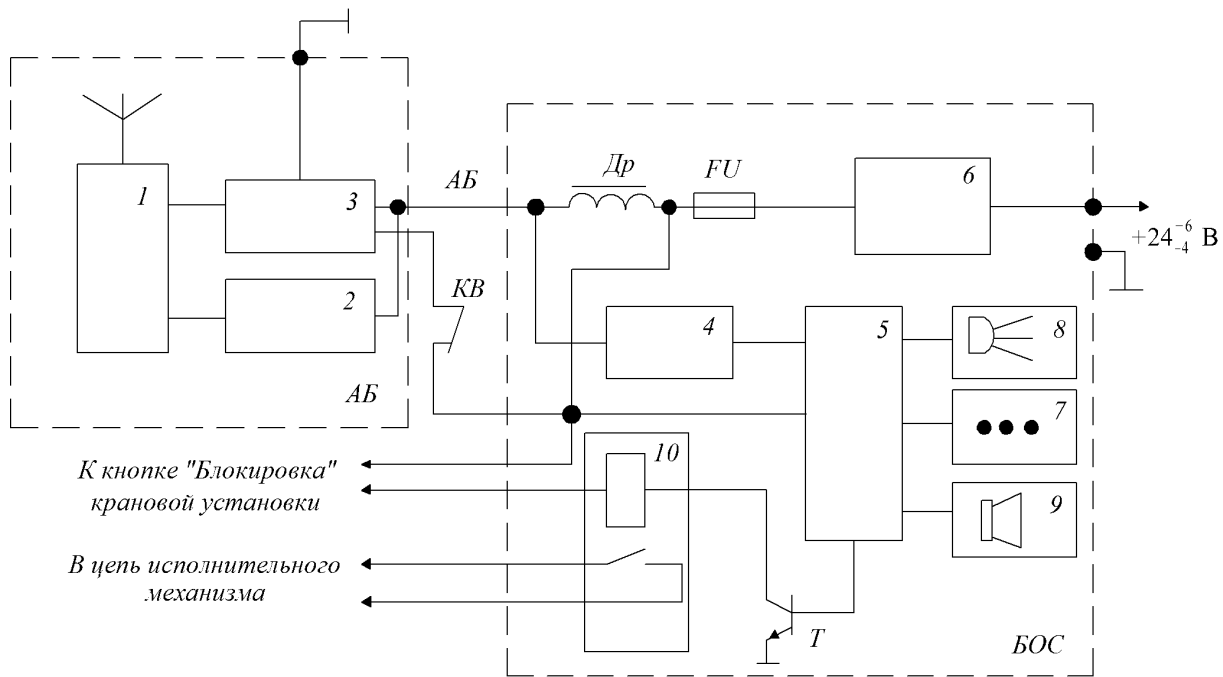 1
3
2
АБ
АБ
КВ
Др
FU
6
+24 −6 −4 В
4
5
8
7
9
10
К кнопке "Блокировка"
крановой установки
В цепь исполнительного
механизма
Т
БОС